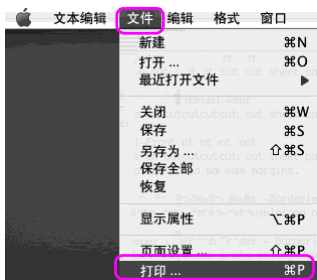 文本编辑 文件 编辑 格式 窗口
新建 ⌘N
打开 ... ⌘O
最近打开文件 ▶
关闭 ⌘W
保存 ⌘S
另存为 ... ⇧⌘S
保存全部
恢复
显示属性 ⌥⌘P
页面设置 ... ⇧⌘P
打印 ... ⌘P